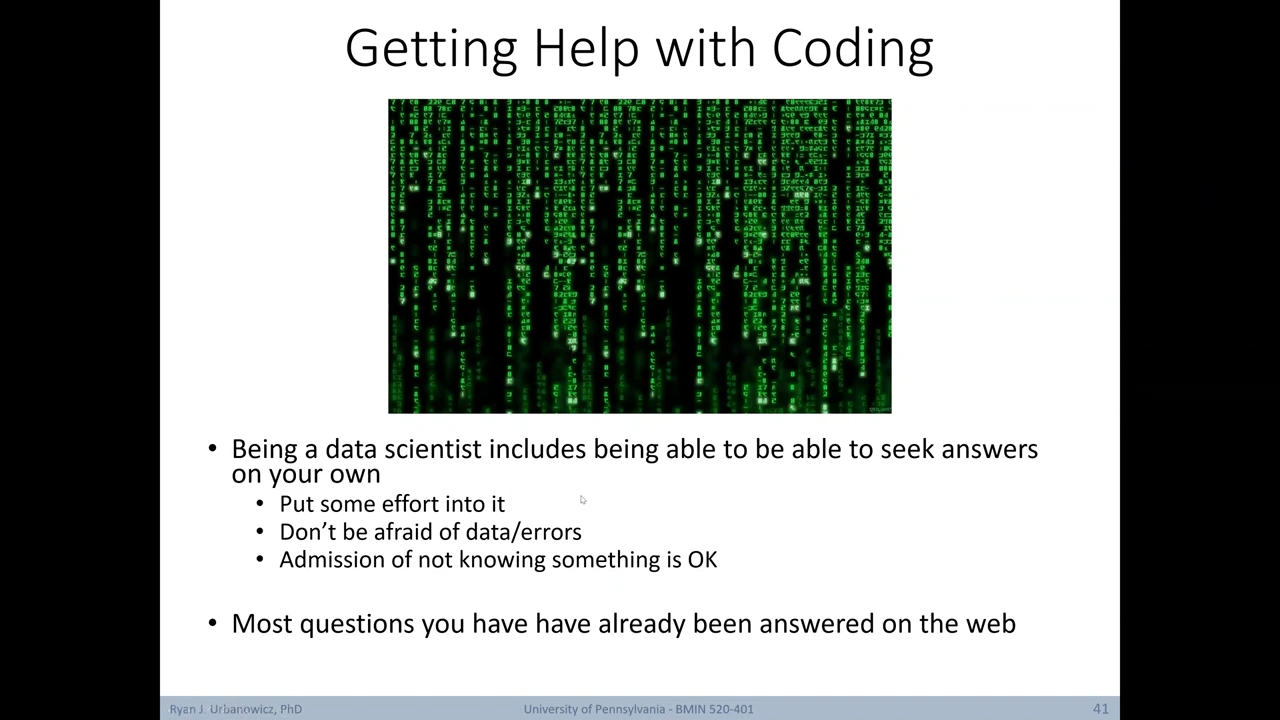 Getting Help with Coding
• Being a data scientist includes being able to be able to seek answers
on your own
• Put some effort into it
• Don’t be afraid of data/errors
• Admission of not knowing something is OK
• Most questions you have have already been answered on the web
Ryan J. Urbanowicz, PhD
University of Pennsylvania - BMIN 520-401
41